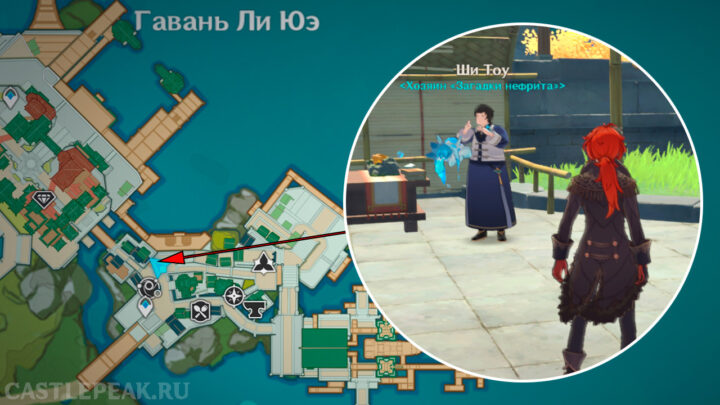 Гавань Ли Юэ
Ши Тоу
<Хозяин «Загадки нефрита»>
CASTLEPEAK.RU